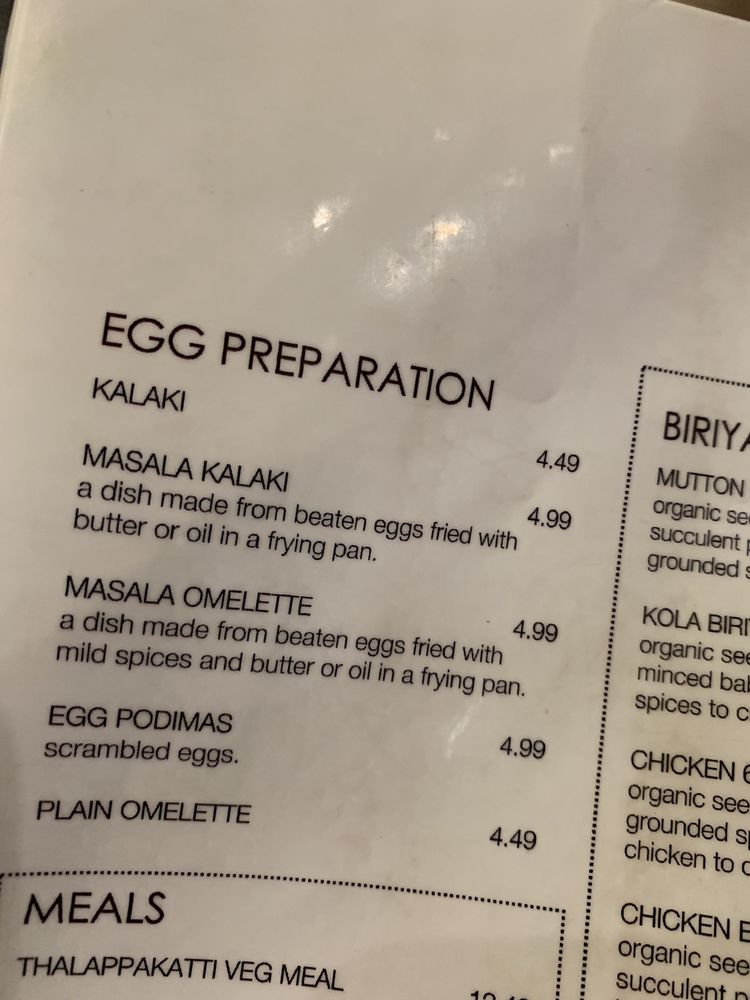 EGG PREPARATION
KALAKI
4.49
MASALA KALAKI
4.99
a dish made from beaten eggs fried with
butter or oil in a frying pan.
MASALA OMELETTE
4.99
a dish made from beaten eggs fried with
mild spices and butter or oil in a frying pan.
EGG PODIMAS
4.99
scrambled eggs.
PLAIN OMELETTE
4.49
MEALS
THALAPPAKATTI VEG MEAL
MUTTON
organic
succulent
grounded
KOLA
organic
minced
spices to
CHICKEN
organic
grounded
chicken to
CHICKEN
organic
succulent